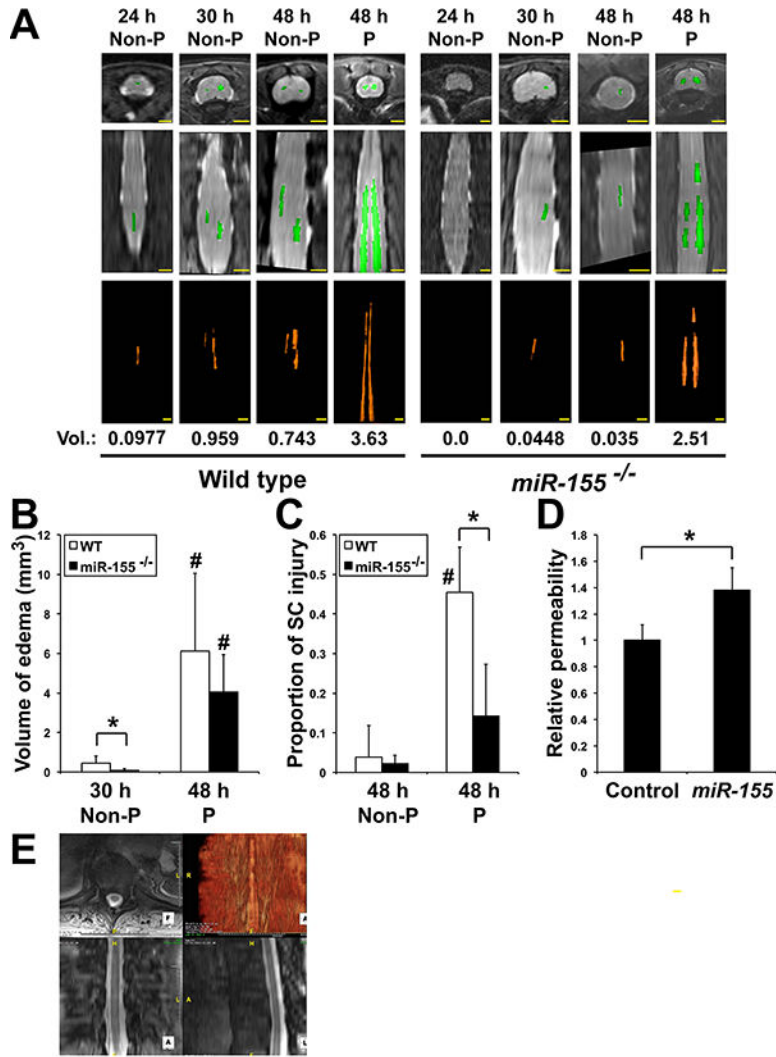 A
24 h 30 h 48 h 48 h 24 h 30 h 48 h 48 h
Non-P Non-P Non-P P Non-P Non-P Non-P P
Vol.: 0.0977 0.959 0.743 3.63 0.0 0.0448 0.035 2.51
Wild type miR-155 -/-
B
Volume of edema (mm3)
12
10
8
6
4
2
0
WT
miR-155 -/-
#
#
*
30 h 48 h
Non-P P
C
Proportion of SC injury
0.6
0.5
0.4
0.3
0.2
0.1
0
WT
miR-155-/-
*
#
48 h 48 h
Non-P P
D
Relative permeability
1.8
1.6
1.4
1.2
1
0.8
0.6
0.4
0.2
0
*
Control miR-155
E
L
F
R
A
H
L
A
H
A
L